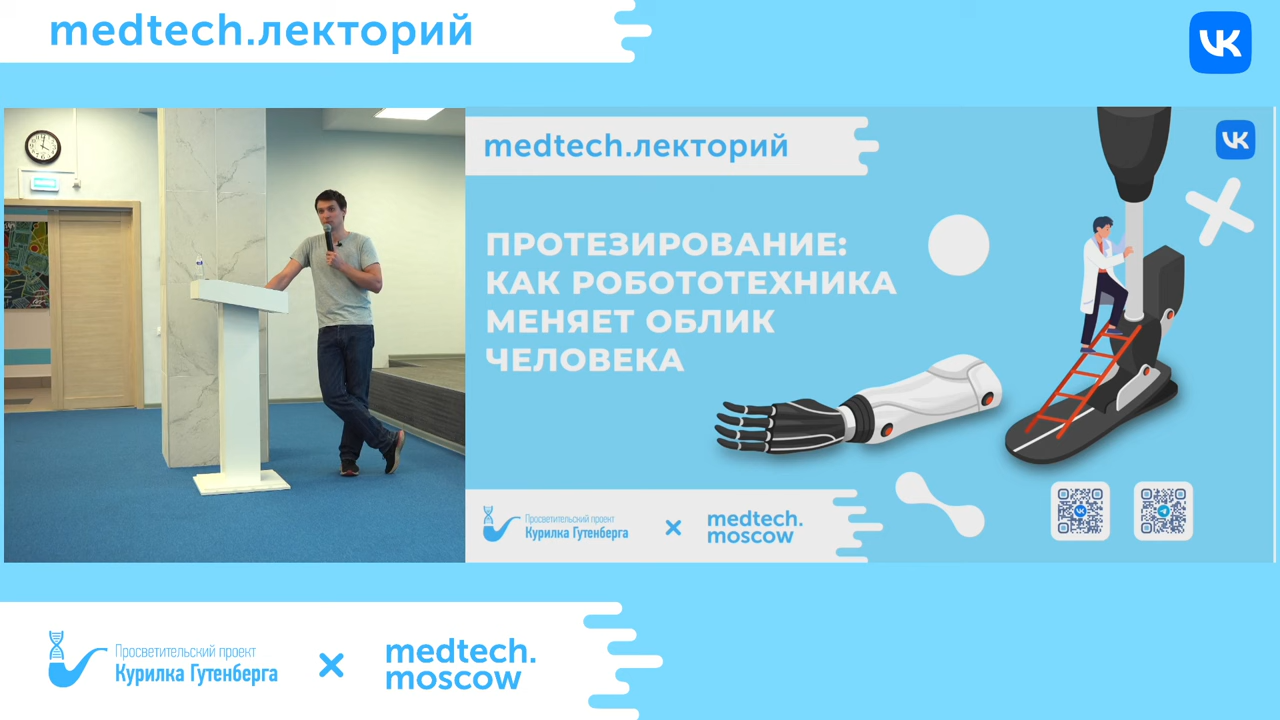 medtech.лекторий
medtech.лекторий
ПРОТЕЗИРОВАНИЕ:
КАК РОБОТОТЕХНИКА
МЕНЯЕТ ОБЛИК
ЧЕЛОВЕКА
Просветительский проект
Курилка Гутенберга
×
medtech.
moscow
Просветительский проект
Курилка Гутенберга
×
medtech.
moscow